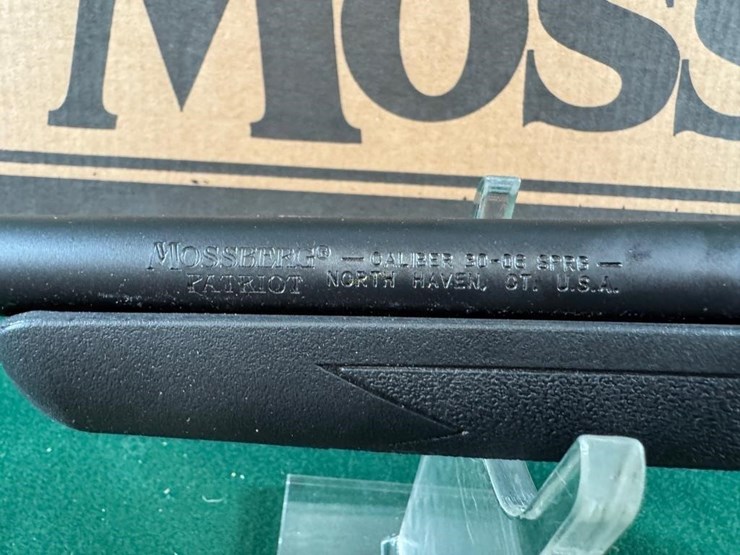 MOSS
MOSSBERG® — CALIBER 30-06 SPRG —
PATRIOT NORTH HAVEN, CT. U.S.A.